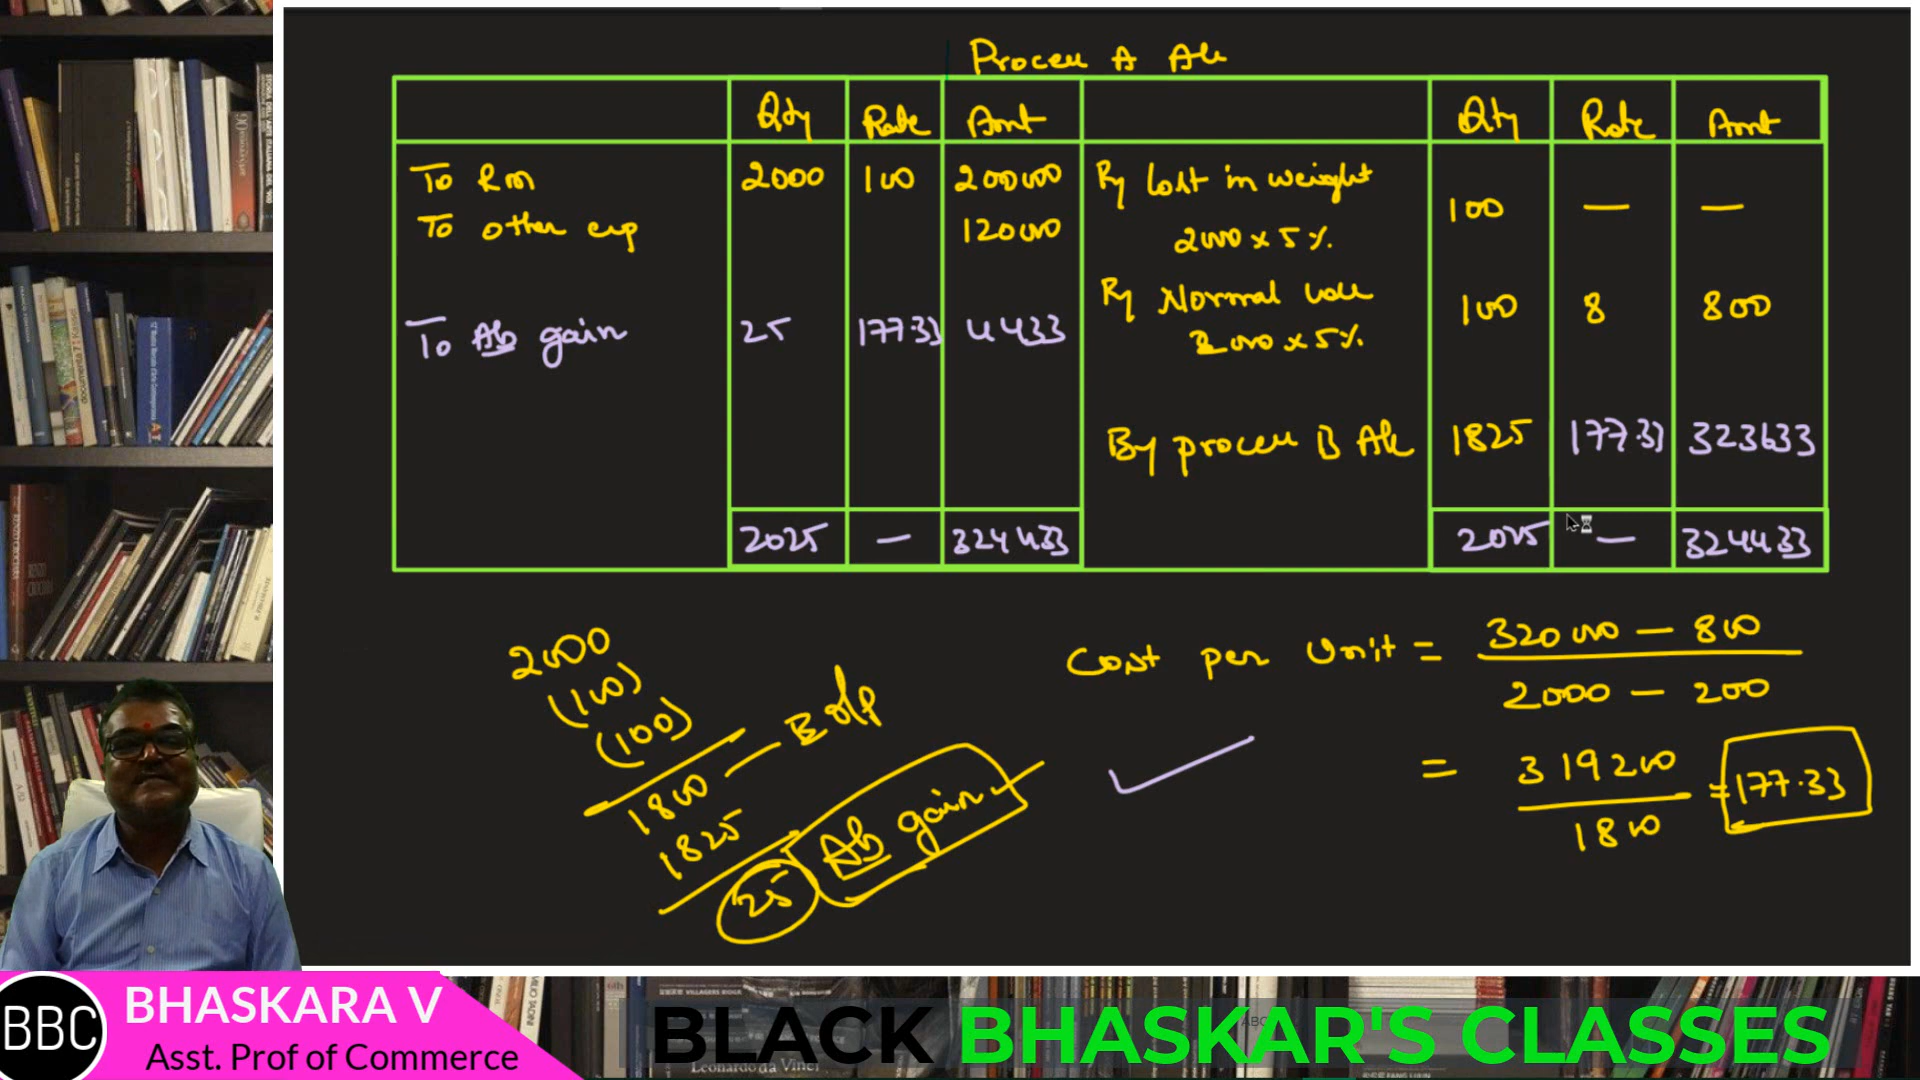 Process A A/c
Qty Rate Amt Qty Rate Amt
To Rm 2000 100 200000 By lost in weight 100 — —
2000 x 5%
To other exp 120000
By Normal loss 100 8 800
2000 x 5%
To Ab gain 25 177.33 4433
By process B A/c 1825 177.33 323633
2025 — 324433 2025 — 324433
2000
(100)
(100)
1800 — E o/p
1825
25 Ab gain
Cost per Unit = 320000 — 800
2000 — 200
= 319200 = 177.33
1800
BBC
BHASKARA V
Asst. Prof of Commerce
BLACK BHASKAR'S CLASSES
Leonardo da Vinci